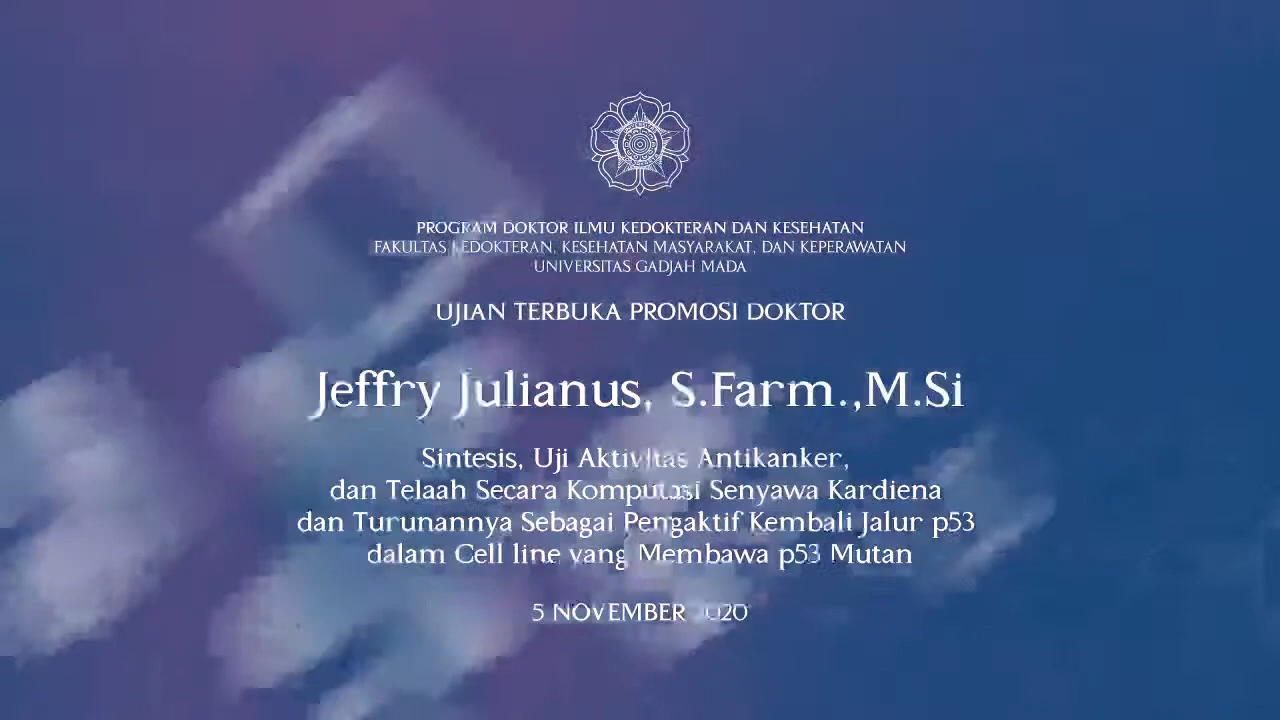 PROGRAM DOKTOR ILMU KEDOKTERAN DAN KESEHATAN
FAKULTAS KEDOKTERAN, KESEHATAN MASYARAKAT, DAN KEPERAWATAN
UNIVERSITAS GADJAH MADA
UJIAN TERBUKA PROMOSI DOKTOR
Jeffry Julianus, S.Farm.,M.Si
Sintesis, Uji Aktivitas Antikanker,
dan Telaah Secara Komputasi Senyawa Kardiena
dan Turunannya Sebagai Pengaktif Kembali Jalur p53
dalam Cell line yang Membawa p53 Mutan
5 NOVEMBER 2020